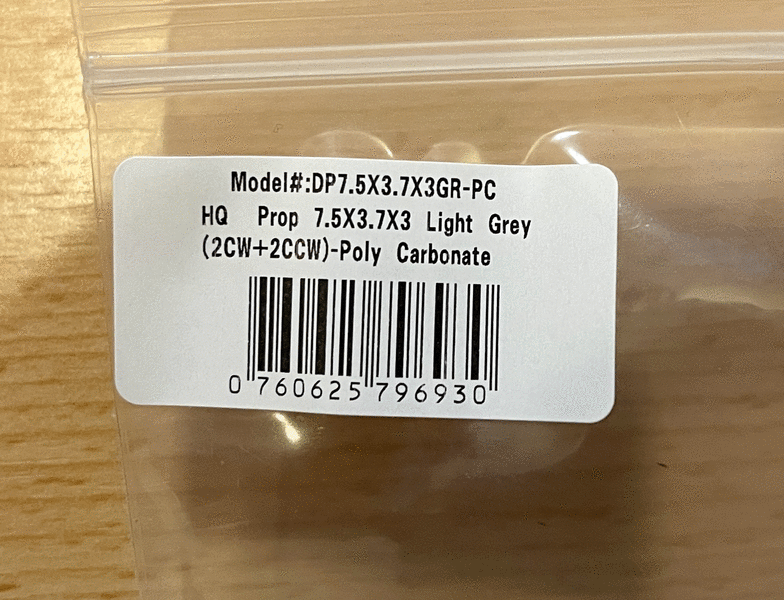 Model#:DP7.5X3.7X3GR-PC
HQ Prop 7.5X3.7X3 Light Grey
(2CW+2CCW)-Poly Carbonate
0 760625 796930